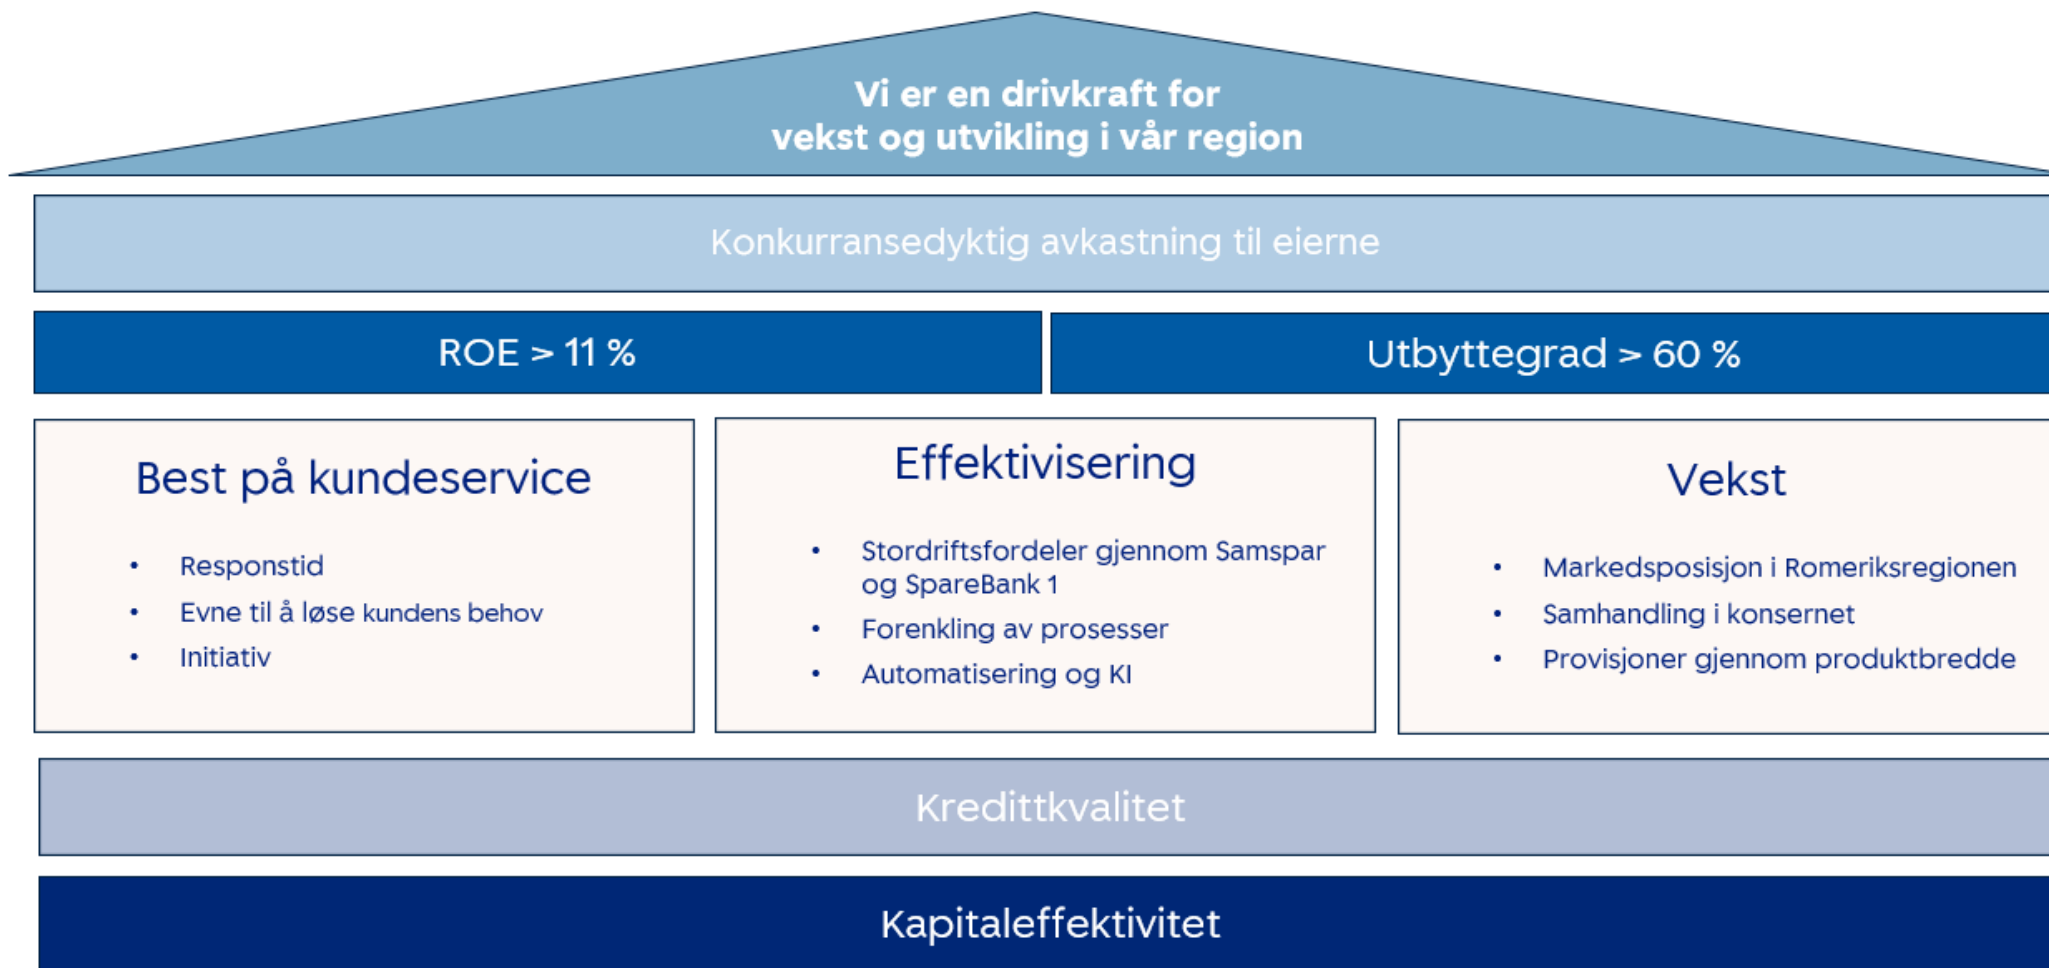 Vi er en drivkraft for
vekst og utvikling i vår region
Konkurransedyktig avkastning til eierne
ROE > 11 %
Utbyttegrad > 60 %
Best på kundeservice
• Responstid
• Evne til å løse kundens behov
• Initiativ
Effektivisering
• Stordriftsfordeler gjennom Samspar
og SpareBank 1
• Forenkling av prosesser
• Automatisering og KI
Vekst
• Markedsposisjon i Romeriksregionen
• Samhandling i konsernet
• Provisjoner gjennom produktbredde
Kredittkvalitet
Kapitaleffektivitet